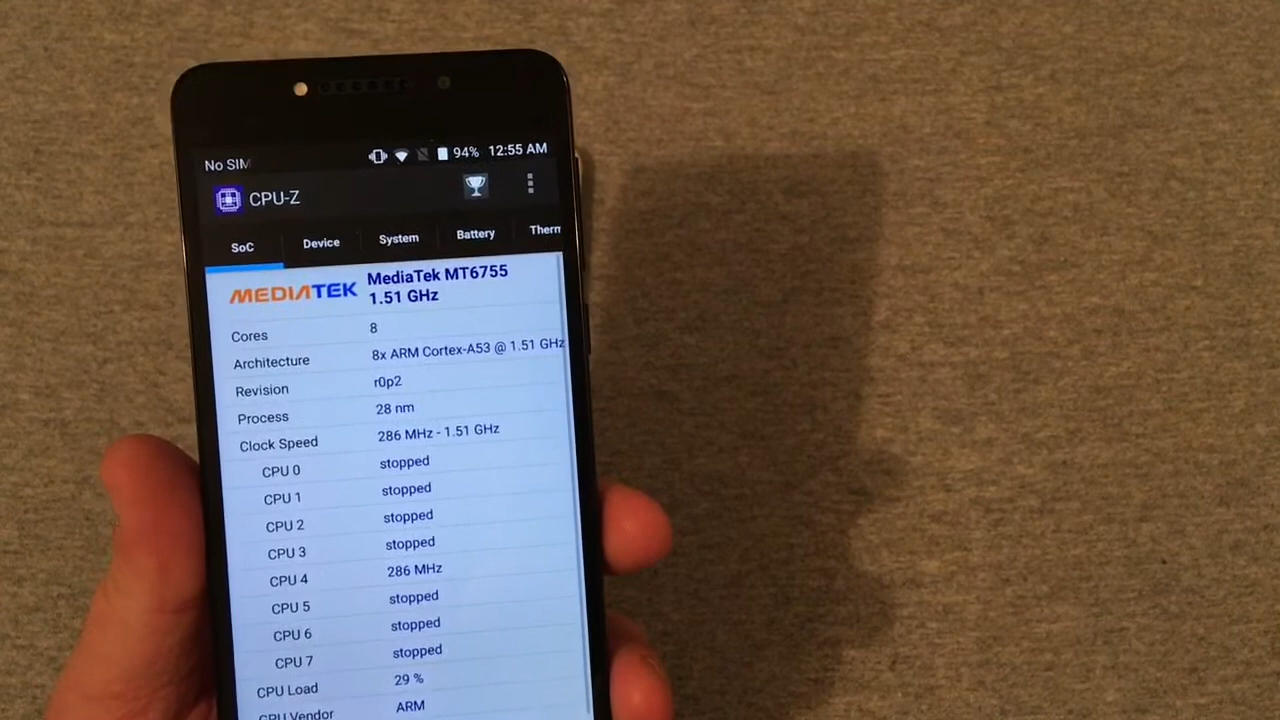 No SIM 94% 12:55 AM
CPU-Z
SoC Device System Battery Therm
MEDIATEK MediaTek MT6755
1.51 GHz
Cores 8
Architecture 8x ARM Cortex-A53 @ 1.51 GHz
Revision r0p2
Process 28 nm
Clock Speed 286 MHz - 1.51 GHz
CPU 0 stopped
CPU 1 stopped
CPU 2 stopped
CPU 3 stopped
CPU 4 286 MHz
CPU 5 stopped
CPU 6 stopped
CPU 7 stopped
CPU Load 29 %
CPU Vendor ARM